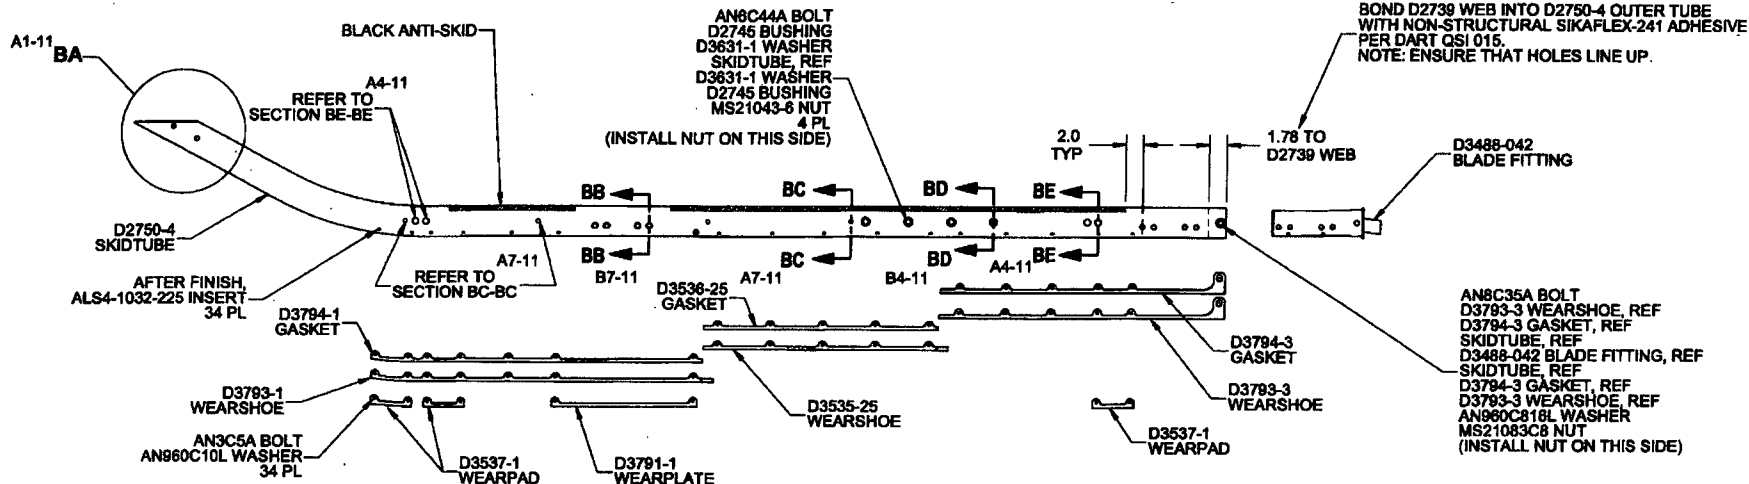 A1-11
BA
BLACK ANTI-SKID
A4-11
REFER TO
SECTION BE-BE
AN6C44A BOLT
D2745 BUSHING
D3631-1 WASHER
SKIDTUBE, REF
D3631-1 WASHER
D2745 BUSHING
MS21043-6 NUT
4 PL
(INSTALL NUT ON THIS SIDE)
BOND D2739 WEB INTO D2750-4 OUTER TUBE
WITH NON-STRUCTURAL SIKAFLEX-241 ADHESIVE
PER DART QSI 015.
NOTE: ENSURE THAT HOLES LINE UP.
2.0
TYP
1.78 TO
D2739 WEB
D3488-042
BLADE FITTING
BB
BC
BD
BE
D2750-4
SKIDTUBE
AFTER FINISH,
ALS4-1032-225 INSERT
34 PL
REFER TO
SECTION BC-BC
A7-11
BB
B7-11
BC
A7-11
BD
B4-11
BE
A4-11
D3794-1
GASKET
D3536-25
GASKET
D3794-3
GASKET
D3793-1
WEARSHOE
D3535-25
WEARSHOE
D3793-3
WEARSHOE
AN3C5A BOLT
AN960C10L WASHER
34 PL
D3537-1
WEARPAD
D3791-1
WEARPLATE
D3537-1
WEARPAD
AN8C35A BOLT
D3793-3 WEARSHOE, REF
D3794-3 GASKET, REF
SKIDTUBE, REF
D3488-042 BLADE FITTING, REF
SKIDTUBE, REF
D3794-3 GASKET, REF
D3793-3 WEARSHOE, REF
AN960C816L WASHER
MS21083C8 NUT
(INSTALL NUT ON THIS SIDE)